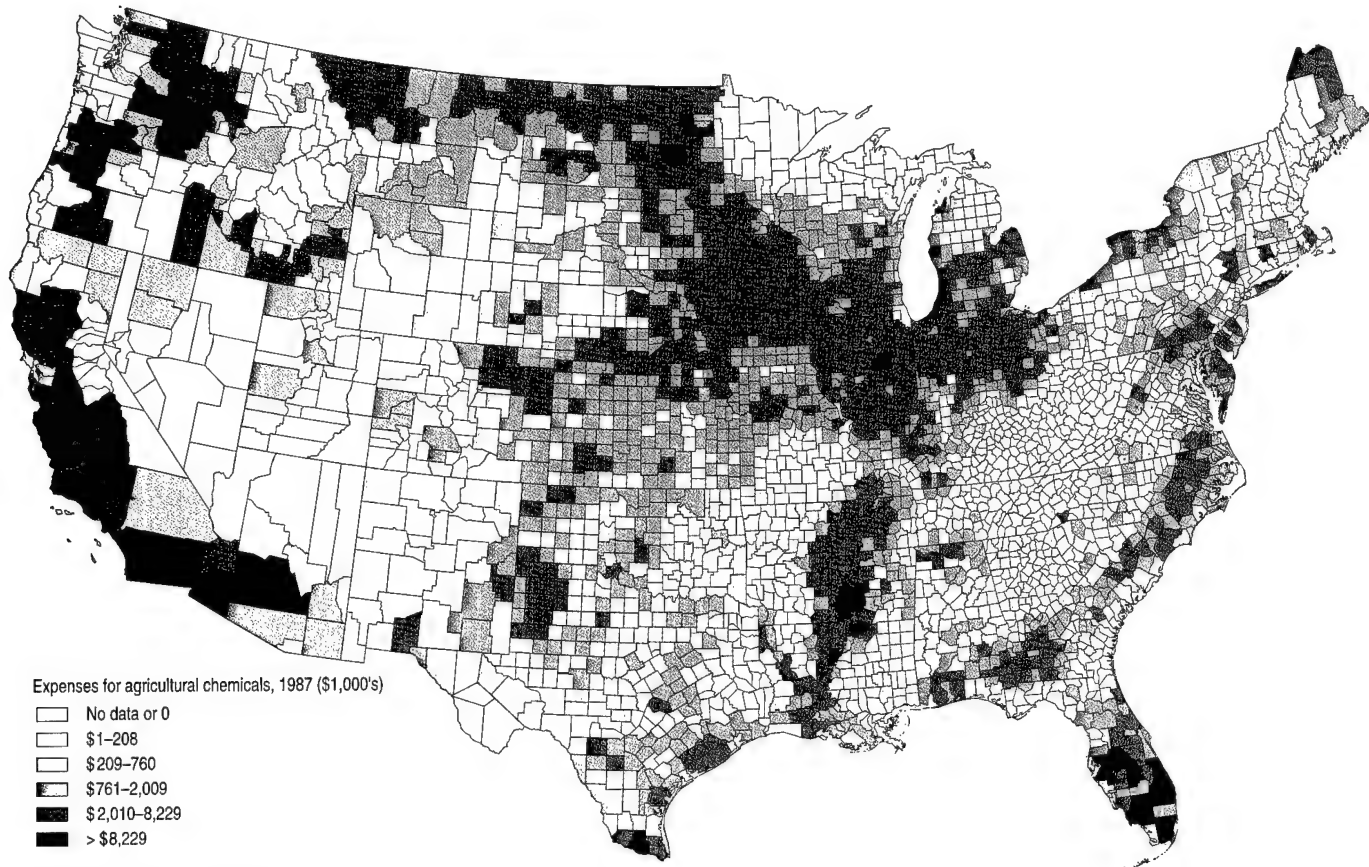 Expenses for agricultural chemicals, 1987 ($1,000's)
No data or 0
$1–208
$209–760
$761–2,009
$2,010–8,229
> $8,229